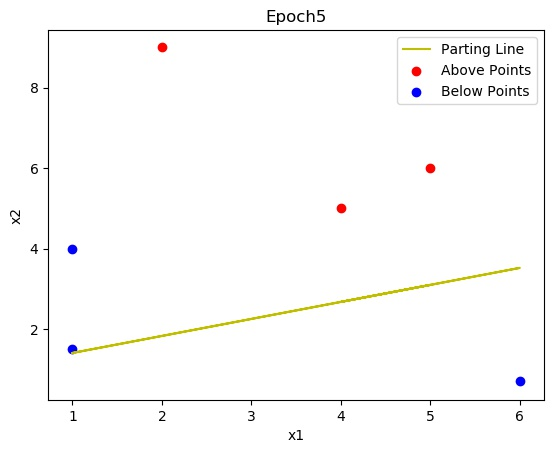 Epoch5
Parting Line
Above Points
Below Points
8
6
4
2
x2
1
2
3
4
5
6
x1